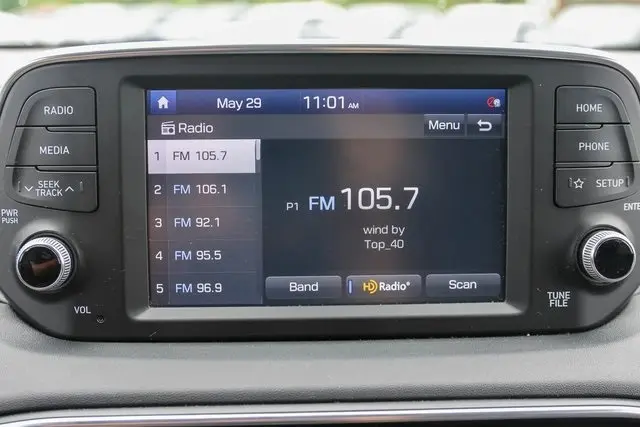 May 29 11:01 AM
Radio Menu
1 FM 105.7
2 FM 106.1
3 FM 92.1
4 FM 95.5
5 FM 96.9
P1 FM 105.7
wind by
Top_40
Band HD Radio Scan
RADIO
MEDIA
SEEK
TRACK
PWR
PUSH
VOL
HOME
PHONE
SETUP
TUNE
FILE